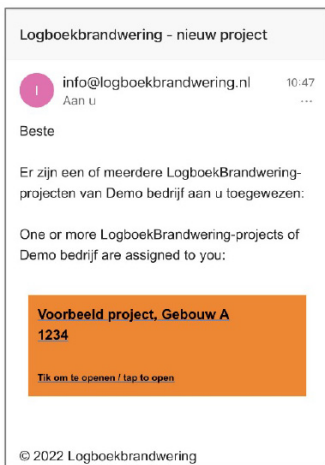 Logboekbrandwering - nieuw project
I
info@logboekbrandwering.nl 10:47
Aan u ...
Beste
Er zijn een of meerdere LogboekBrandwering-
projecten van Demo bedrijf aan u toegewezen:
One or more LogboekBrandwering-projects of
Demo bedrijf are assigned to you:
Voorbeeld project, Gebouw A
1234
Tik om te openen / tap to open
© 2022 Logboekbrandwering